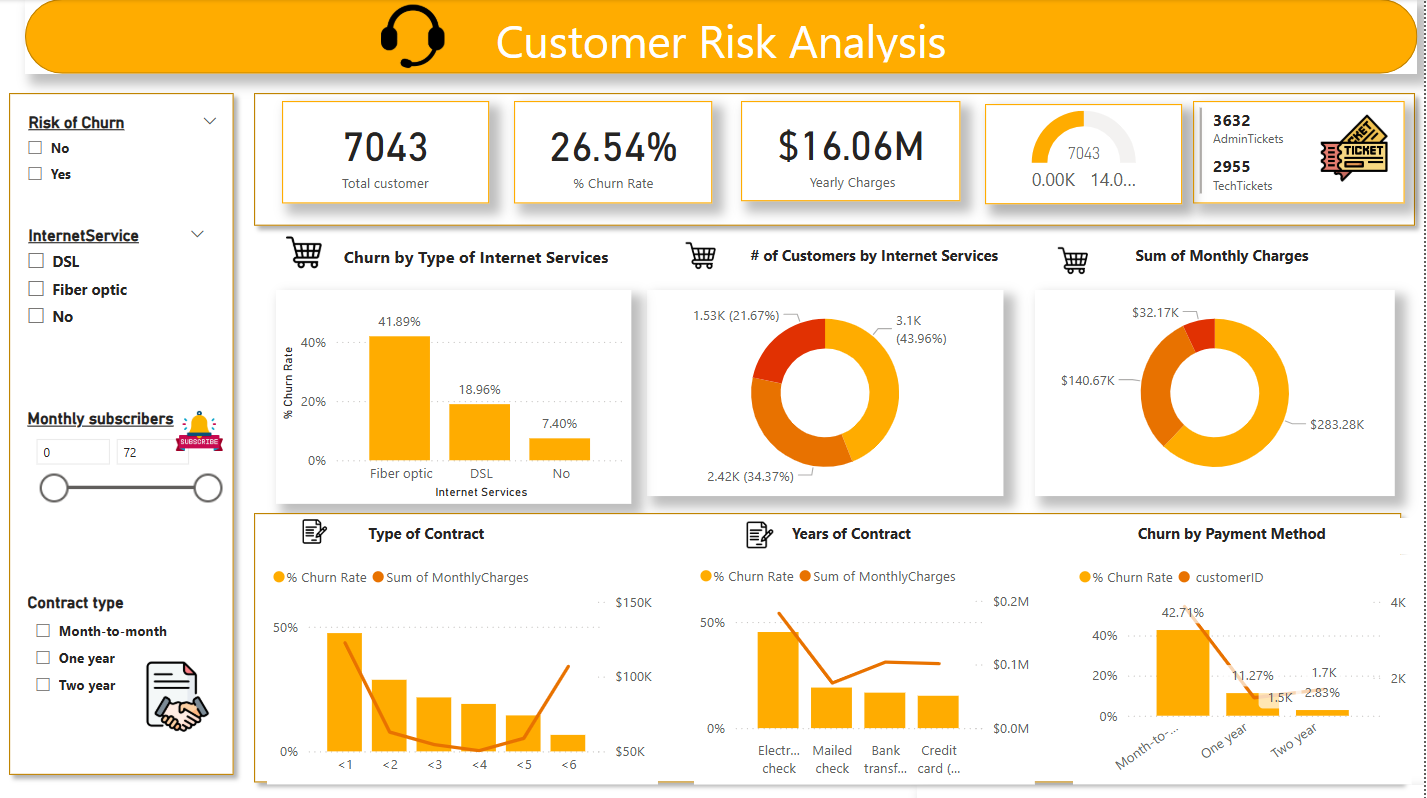 Customer Risk Analysis
Risk of Churn
No
Yes
InternetService
DSL
Fiber optic
No
Monthly subscribers
SUBSCRIBE
0
72
Contract type
Month-to-month
One year
Two year
7043
Total customer
26.54%
% Churn Rate
$16.06M
Yearly Charges
7043
0.00K
14.0...
3632
AdminTickets
2955
TechTickets
TICKET
TICKET
Churn by Type of Internet Services
% Churn Rate
40%
20%
0%
41.89%
18.96%
7.40%
Fiber optic
DSL
No
Internet Services
# of Customers by Internet Services
1.53K (21.67%)
3.1K
(43.96%)
2.42K (34.37%)
Sum of Monthly Charges
$32.17K
$140.67K
$283.28K
Type of Contract
% Churn Rate
Sum of MonthlyCharges
50%
0%
$150K
$100K
$50K
<1
<2
<3
<4
<5
<6
Years of Contract
% Churn Rate
Sum of MonthlyCharges
50%
0%
$0.2M
$0.1M
$0.0M
Electr...
check
Mailed
check
Bank
transf...
Credit
card (...
Churn by Payment Method
% Churn Rate
customerID
40%
20%
0%
4K
2K
42.71%
11.27%
1.5K
1.7K
2.83%
Month-to-...
One year
Two year